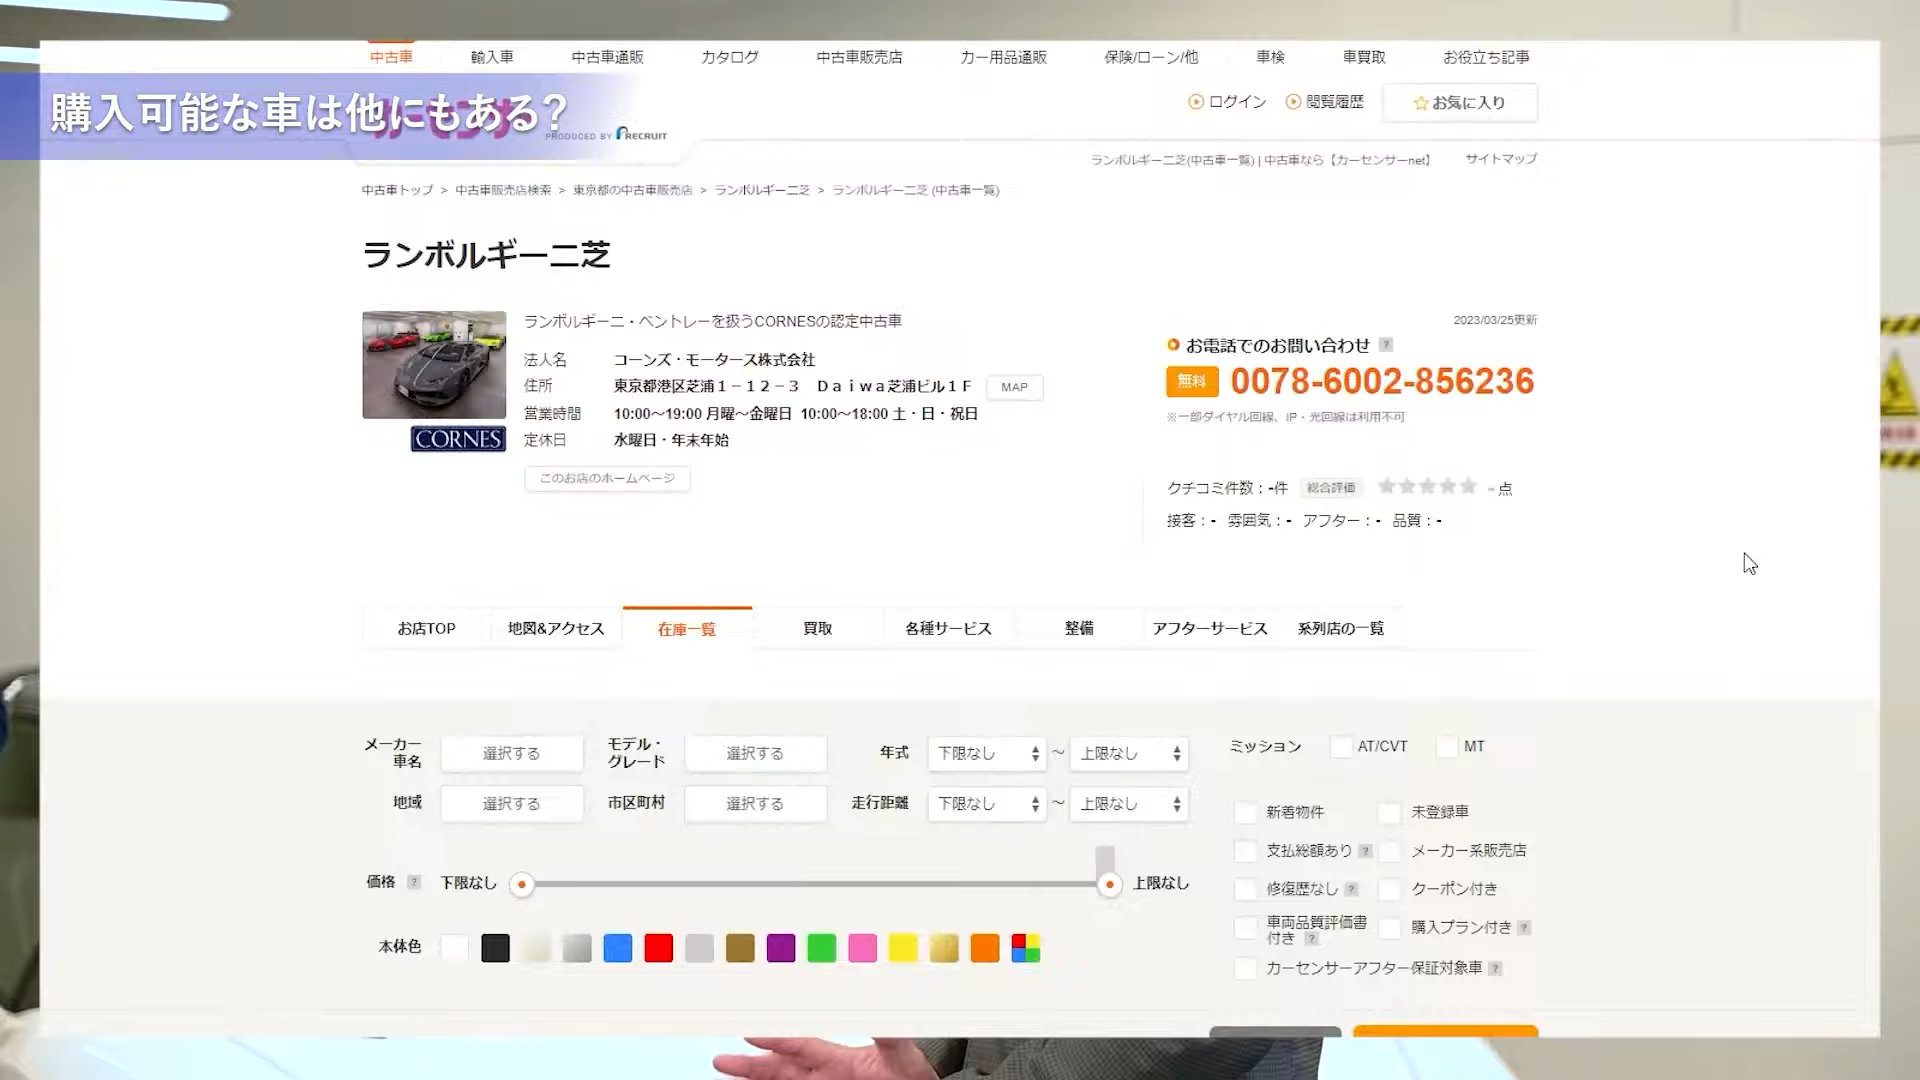 中古車 輸入車 中古車通販 カタログ 中古車販売店 カー用品通販 保険/ローン/他 車検 車買取 お役立ち記事
購入可能な車は他にもある?
PRODUCED BY RECRUIT
ログイン 閲覧履歴 お気に入り
ランボルギーニ芝(中古車一覧) | 中古車なら【カーセンサーnet】 サイトマップ
中古車トップ > 中古車販売店検索 > 東京都の中古車販売店 > ランボルギーニ芝 > ランボルギーニ芝 (中古車一覧)
ランボルギーニ芝
2023/03/25更新
ランボルギーニ・ベントレーを扱うCORNESの認定中古車
法人名 コーンズ・モータース株式会社
住所 東京都港区芝浦1-12-3 Daiwa芝浦ビル1F MAP
営業時間 10:00~19:00 月曜~金曜日 10:00~18:00 土・日・祝日
定休日 水曜日・年末年始
CORNES
このお店のホームページ
お電話でのお問い合わせ ?
無料 0078-6002-856236
※一部ダイヤル回線、IP・光回線は利用不可
クチコミ件数:-件 総合評価 ★★★★★ -点
接客:- 雰囲気:- アフター:- 品質:-
お店TOP 地図&アクセス 在庫一覧 買取 各種サービス 整備 アフターサービス 系列店の一覧
メーカー
車名 選択する
モデル・
グレード 選択する
年式 下限なし ~ 上限なし
ミッション AT/CVT MT
地域 選択する 市区町村 選択する 走行距離 下限なし ~ 上限なし
新着物件 未登録車
支払総額あり ? メーカー系販売店
価格 ? 下限なし 上限なし
修復歴なし ? クーポン付き
車両品質評価書
付き ? 購入プラン付き ?
本体色
カーセンサーアフター保証対象車 ?